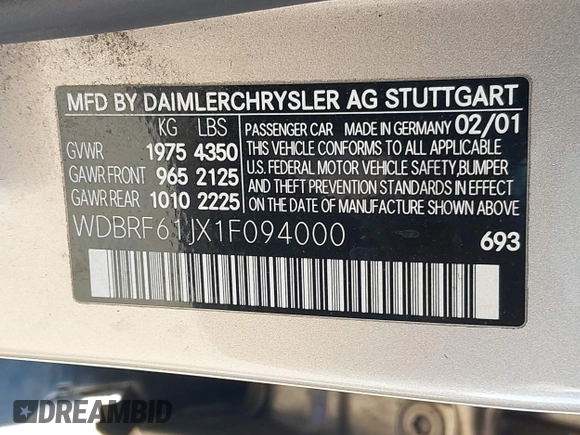 MFD BY DAIMLERCHRYSLER AG STUTTGART
KG LBS
GVWR 1975 4350
GAWR FRONT 965 2125
GAWR REAR 1010 2225
PASSENGER CAR MADE IN GERMANY 02/01
THIS VEHICLE CONFORMS TO ALL APPLICABLE
U.S. FEDERAL MOTOR VEHICLE SAFETY, BUMPER
AND THEFT PREVENTION STANDARDS IN EFFECT
ON THE DATE OF MANUFACTURE SHOWN ABOVE.
WDBRF61JX1F094000
693
DREAMBID